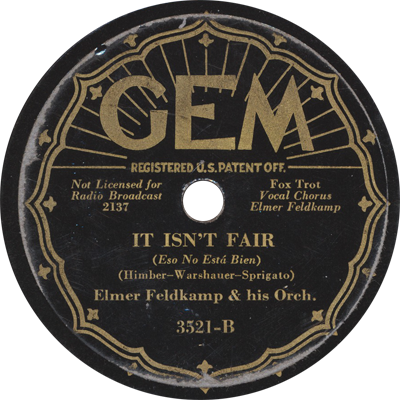 GEM
REGISTERED U.S. PATENT OFF.
Not Licensed for
Radio Broadcast
2137
Fox Trot
Vocal Chorus
Elmer Feldkamp
IT ISN'T FAIR
(Eso No Está Bien)
(Himber-Warshauer-Sprigato)
Elmer Feldkamp & his Orch.
3521-B